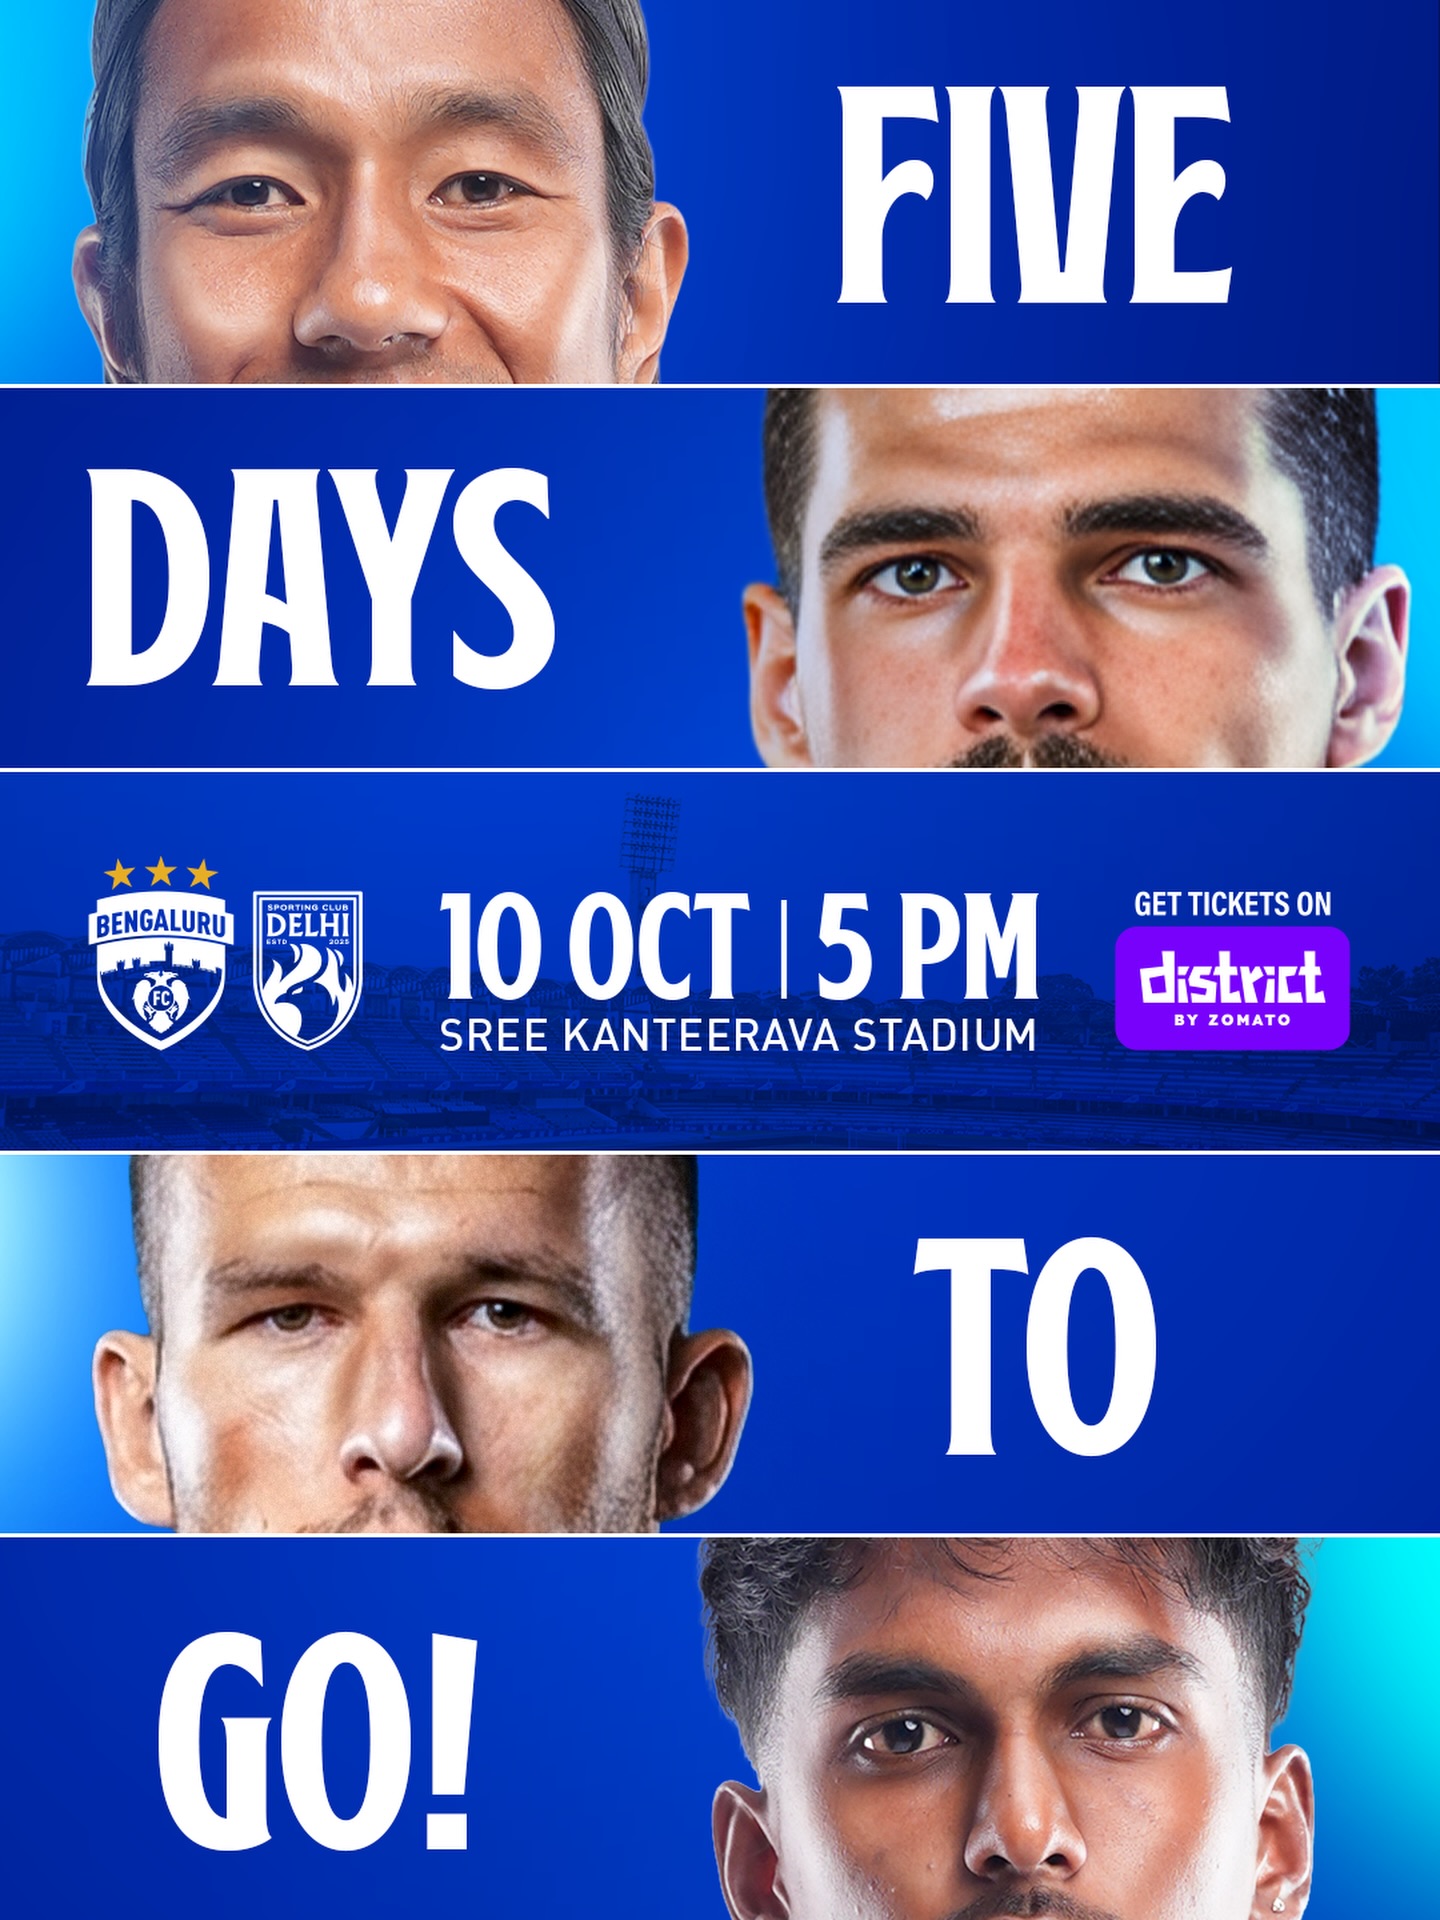 FIVE
DAYS
BENGALURU
FC
SPORTING CLUB
DELHI
ESTD 2025
10 OCT | 5 PM
SREE KANTEERAVA STADIUM
GET TICKETS ON
district
BY ZOMATO
TO
GO!